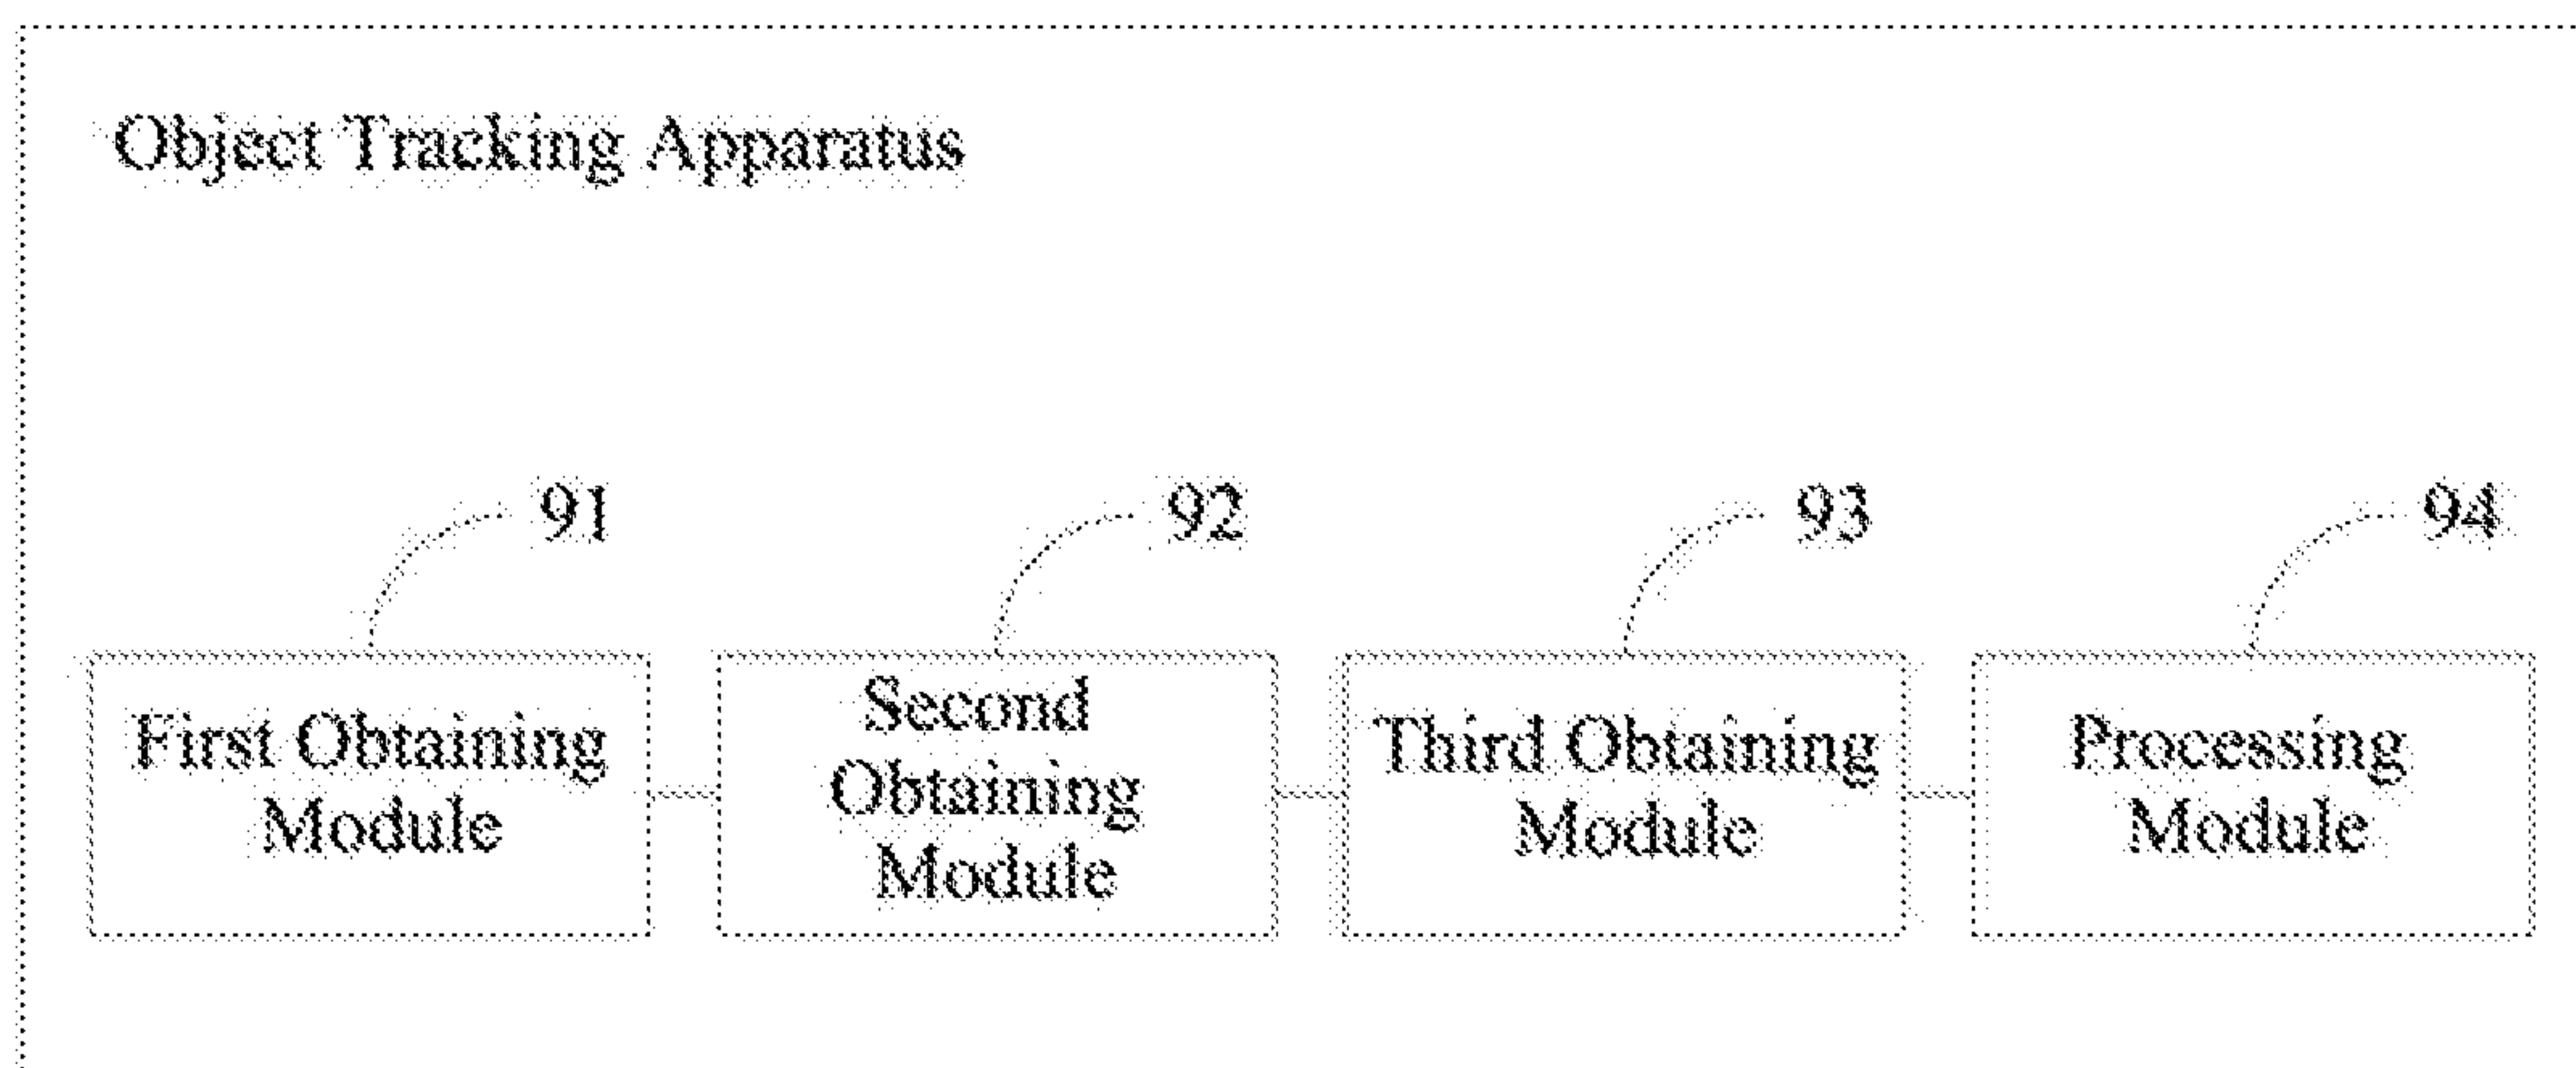 Object Tracking Apparatus
91
92
93
94
First Obtaining
Module
Second
Obtaining
Module
Third Obtaining
Module
Processing
Module